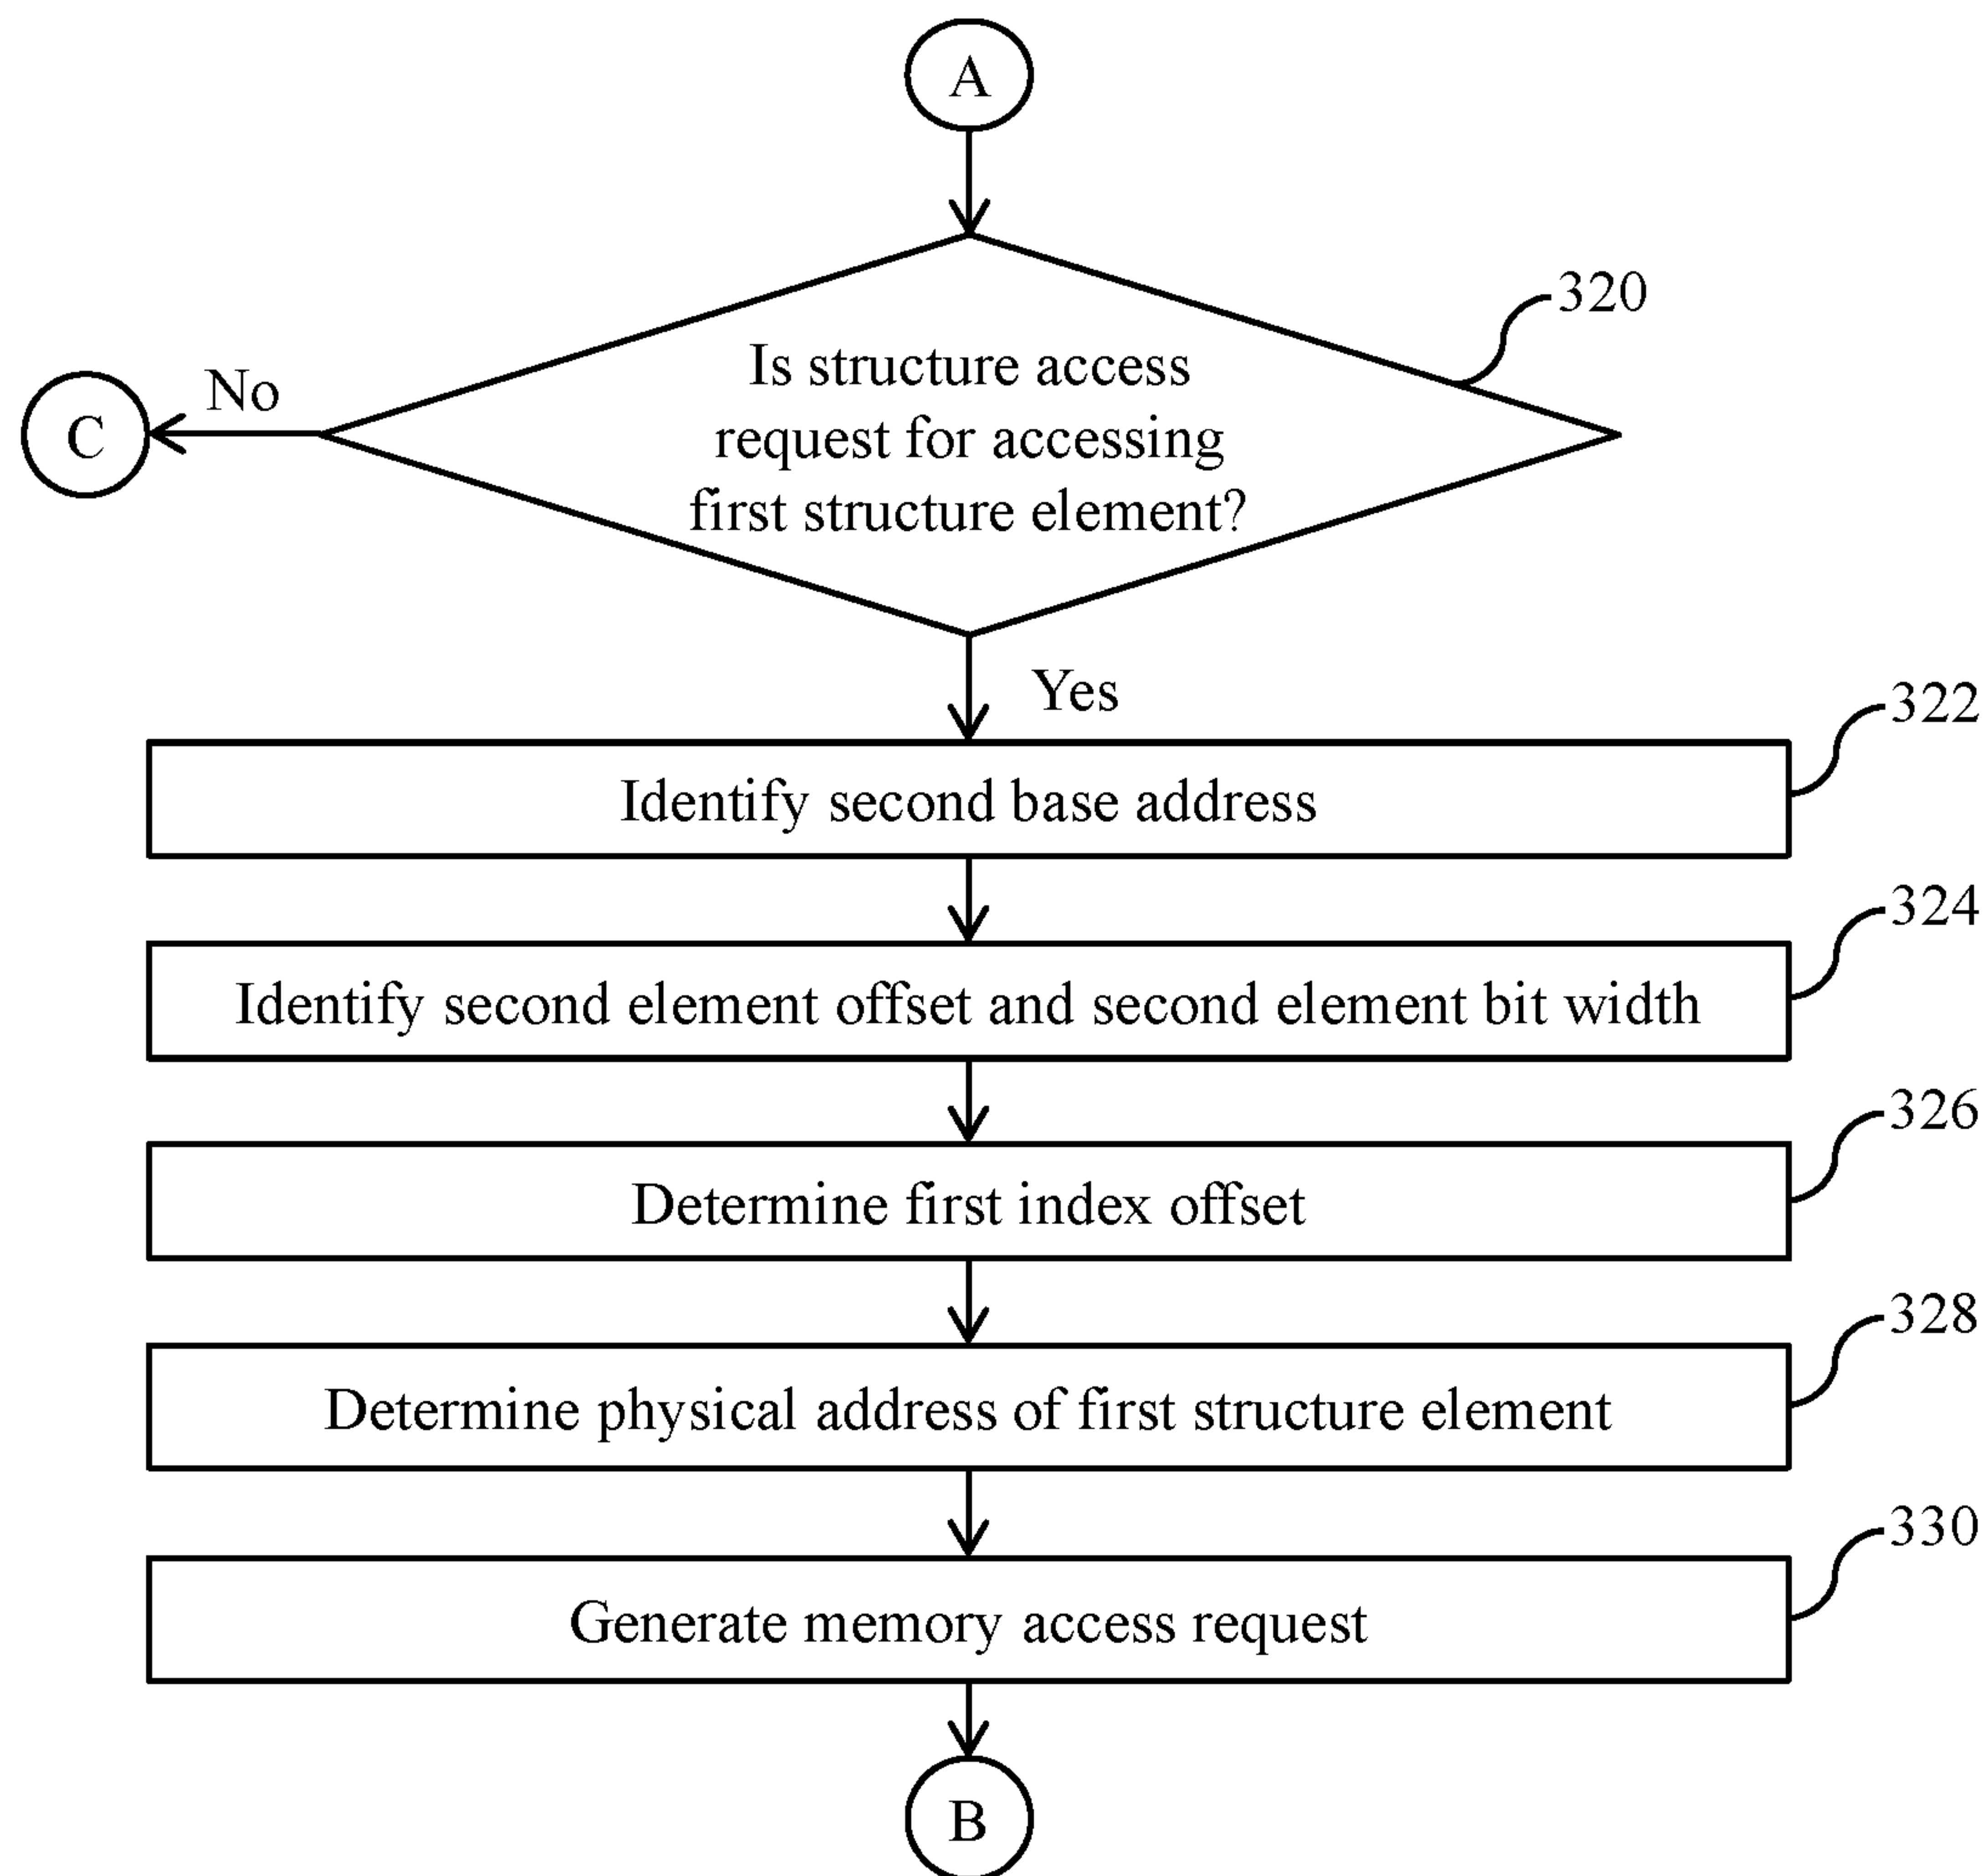 A
320
Is structure access
request for accessing
first structure element?
No
C
Yes
322
Identify second base address
324
Identify second element offset and second element bit width
326
Determine first index offset
328
Determine physical address of first structure element
330
Generate memory access request
B